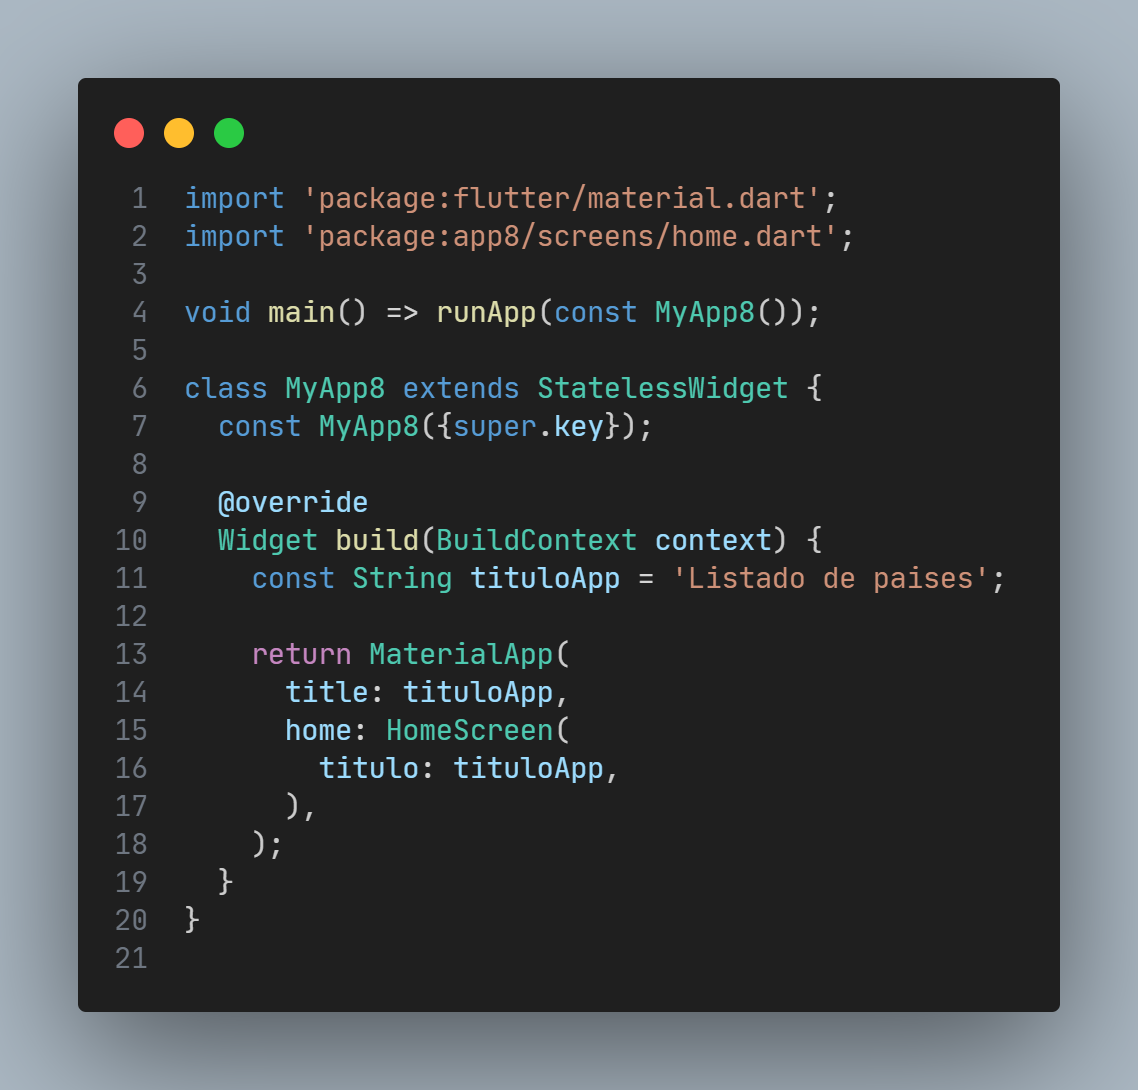 1 import 'package:flutter/material.dart';
2 import 'package:app8/screens/home.dart';
3
4 void main() => runApp(const MyApp8());
5
6 class MyApp8 extends StatelessWidget {
7   const MyApp8({super.key});
8
9   @override
10   Widget build(BuildContext context) {
11     const String tituloApp = 'Listado de paises';
12
13     return MaterialApp(
14       title: tituloApp,
15       home: HomeScreen(
16         titulo: tituloApp,
17       ),
18     );
19   }
20 }
21